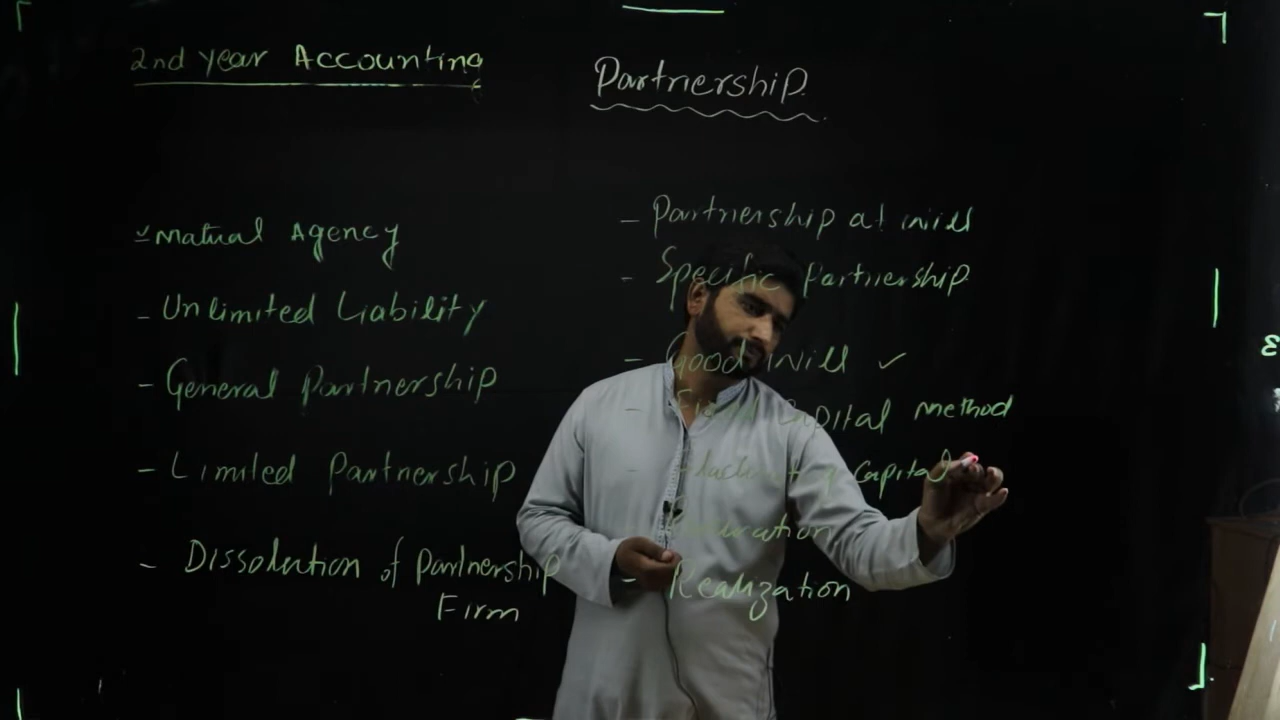 2nd year Accounting
Partnership
- Matual Agency
- Unlimited Liability
- General Partnership
- Limited Partnership
- Dissolution of Partnership
Firm
- Partnership at will
- Specific Partnership
- Good will ✓
- Capital Method
- Capital
- Realization